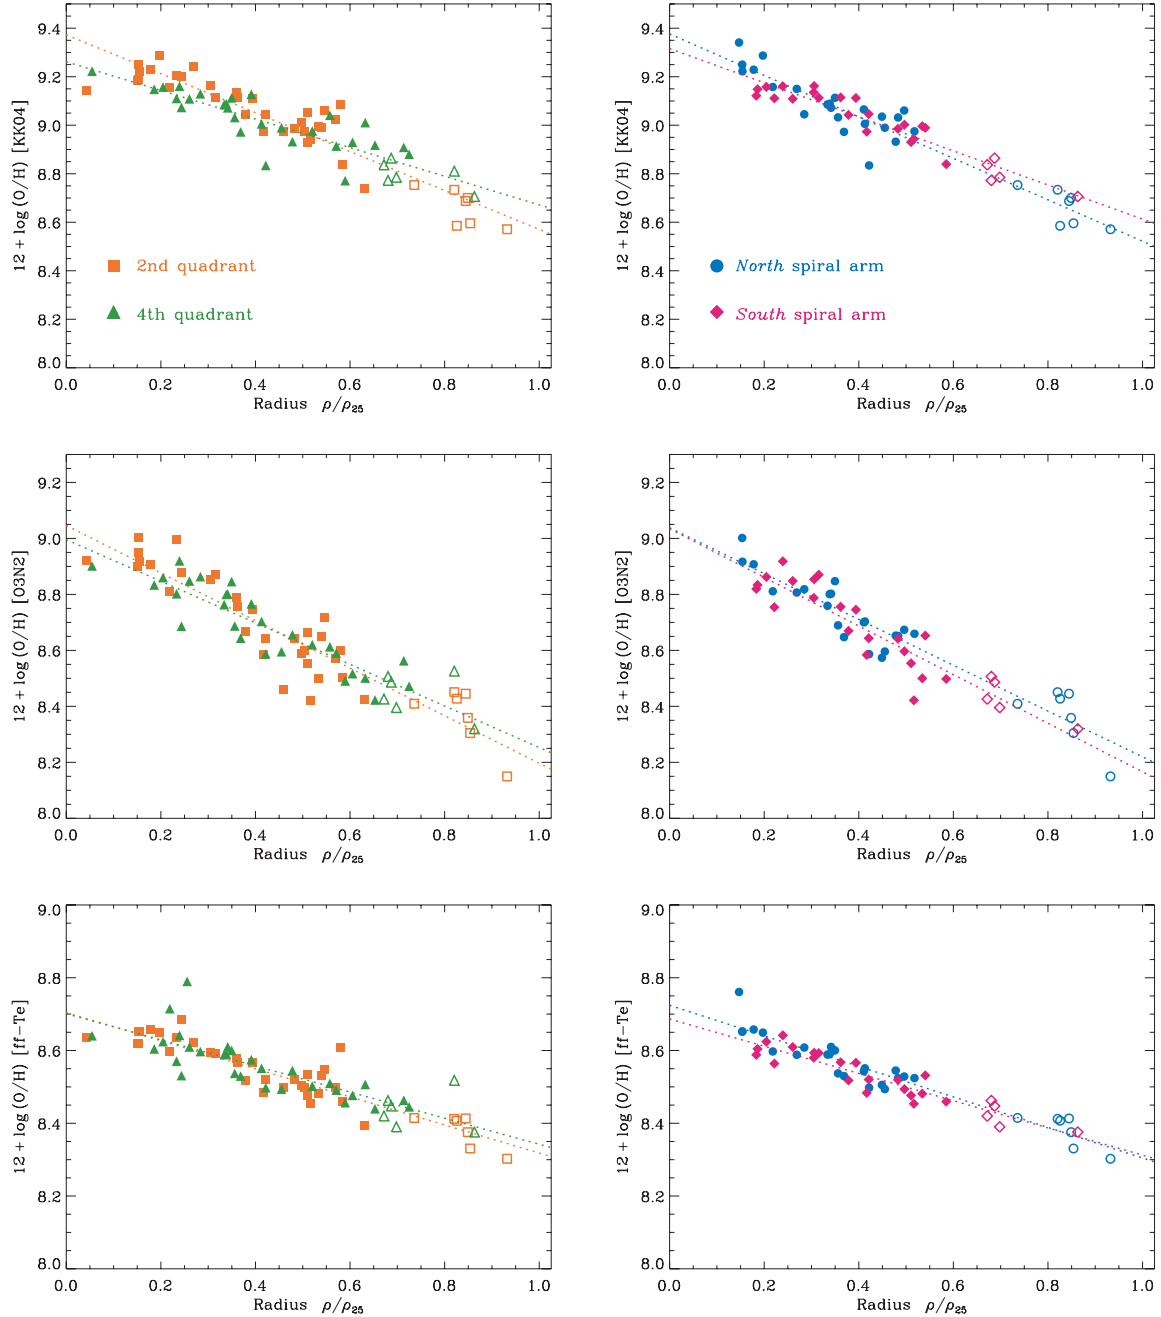 9.4
9.2
9.0
8.8
8.6
8.4
8.2
8.0
12 + log (O/H) [KK04]
2nd quadrant
4th quadrant
0.0 0.2 0.4 0.6 0.8 1.0
Radius ρ/ρ25
9.4
9.2
9.0
8.8
8.6
8.4
8.2
8.0
12 + log (O/H) [KK04]
North spiral arm
South spiral arm
0.0 0.2 0.4 0.6 0.8 1.0
Radius ρ/ρ25
9.2
9.0
8.8
8.6
8.4
8.2
8.0
12 + log (O/H) [O3N2]
0.0 0.2 0.4 0.6 0.8 1.0
Radius ρ/ρ25
9.2
9.0
8.8
8.6
8.4
8.2
8.0
12 + log (O/H) [O3N2]
0.0 0.2 0.4 0.6 0.8 1.0
Radius ρ/ρ25
9.0
8.8
8.6
8.4
8.2
8.0
12 + log (O/H) [ff-Te]
0.0 0.2 0.4 0.6 0.8 1.0
Radius ρ/ρ25
9.0
8.8
8.6
8.4
8.2
8.0
12 + log (O/H) [ff-Te]
0.0 0.2 0.4 0.6 0.8 1.0
Radius ρ/ρ25